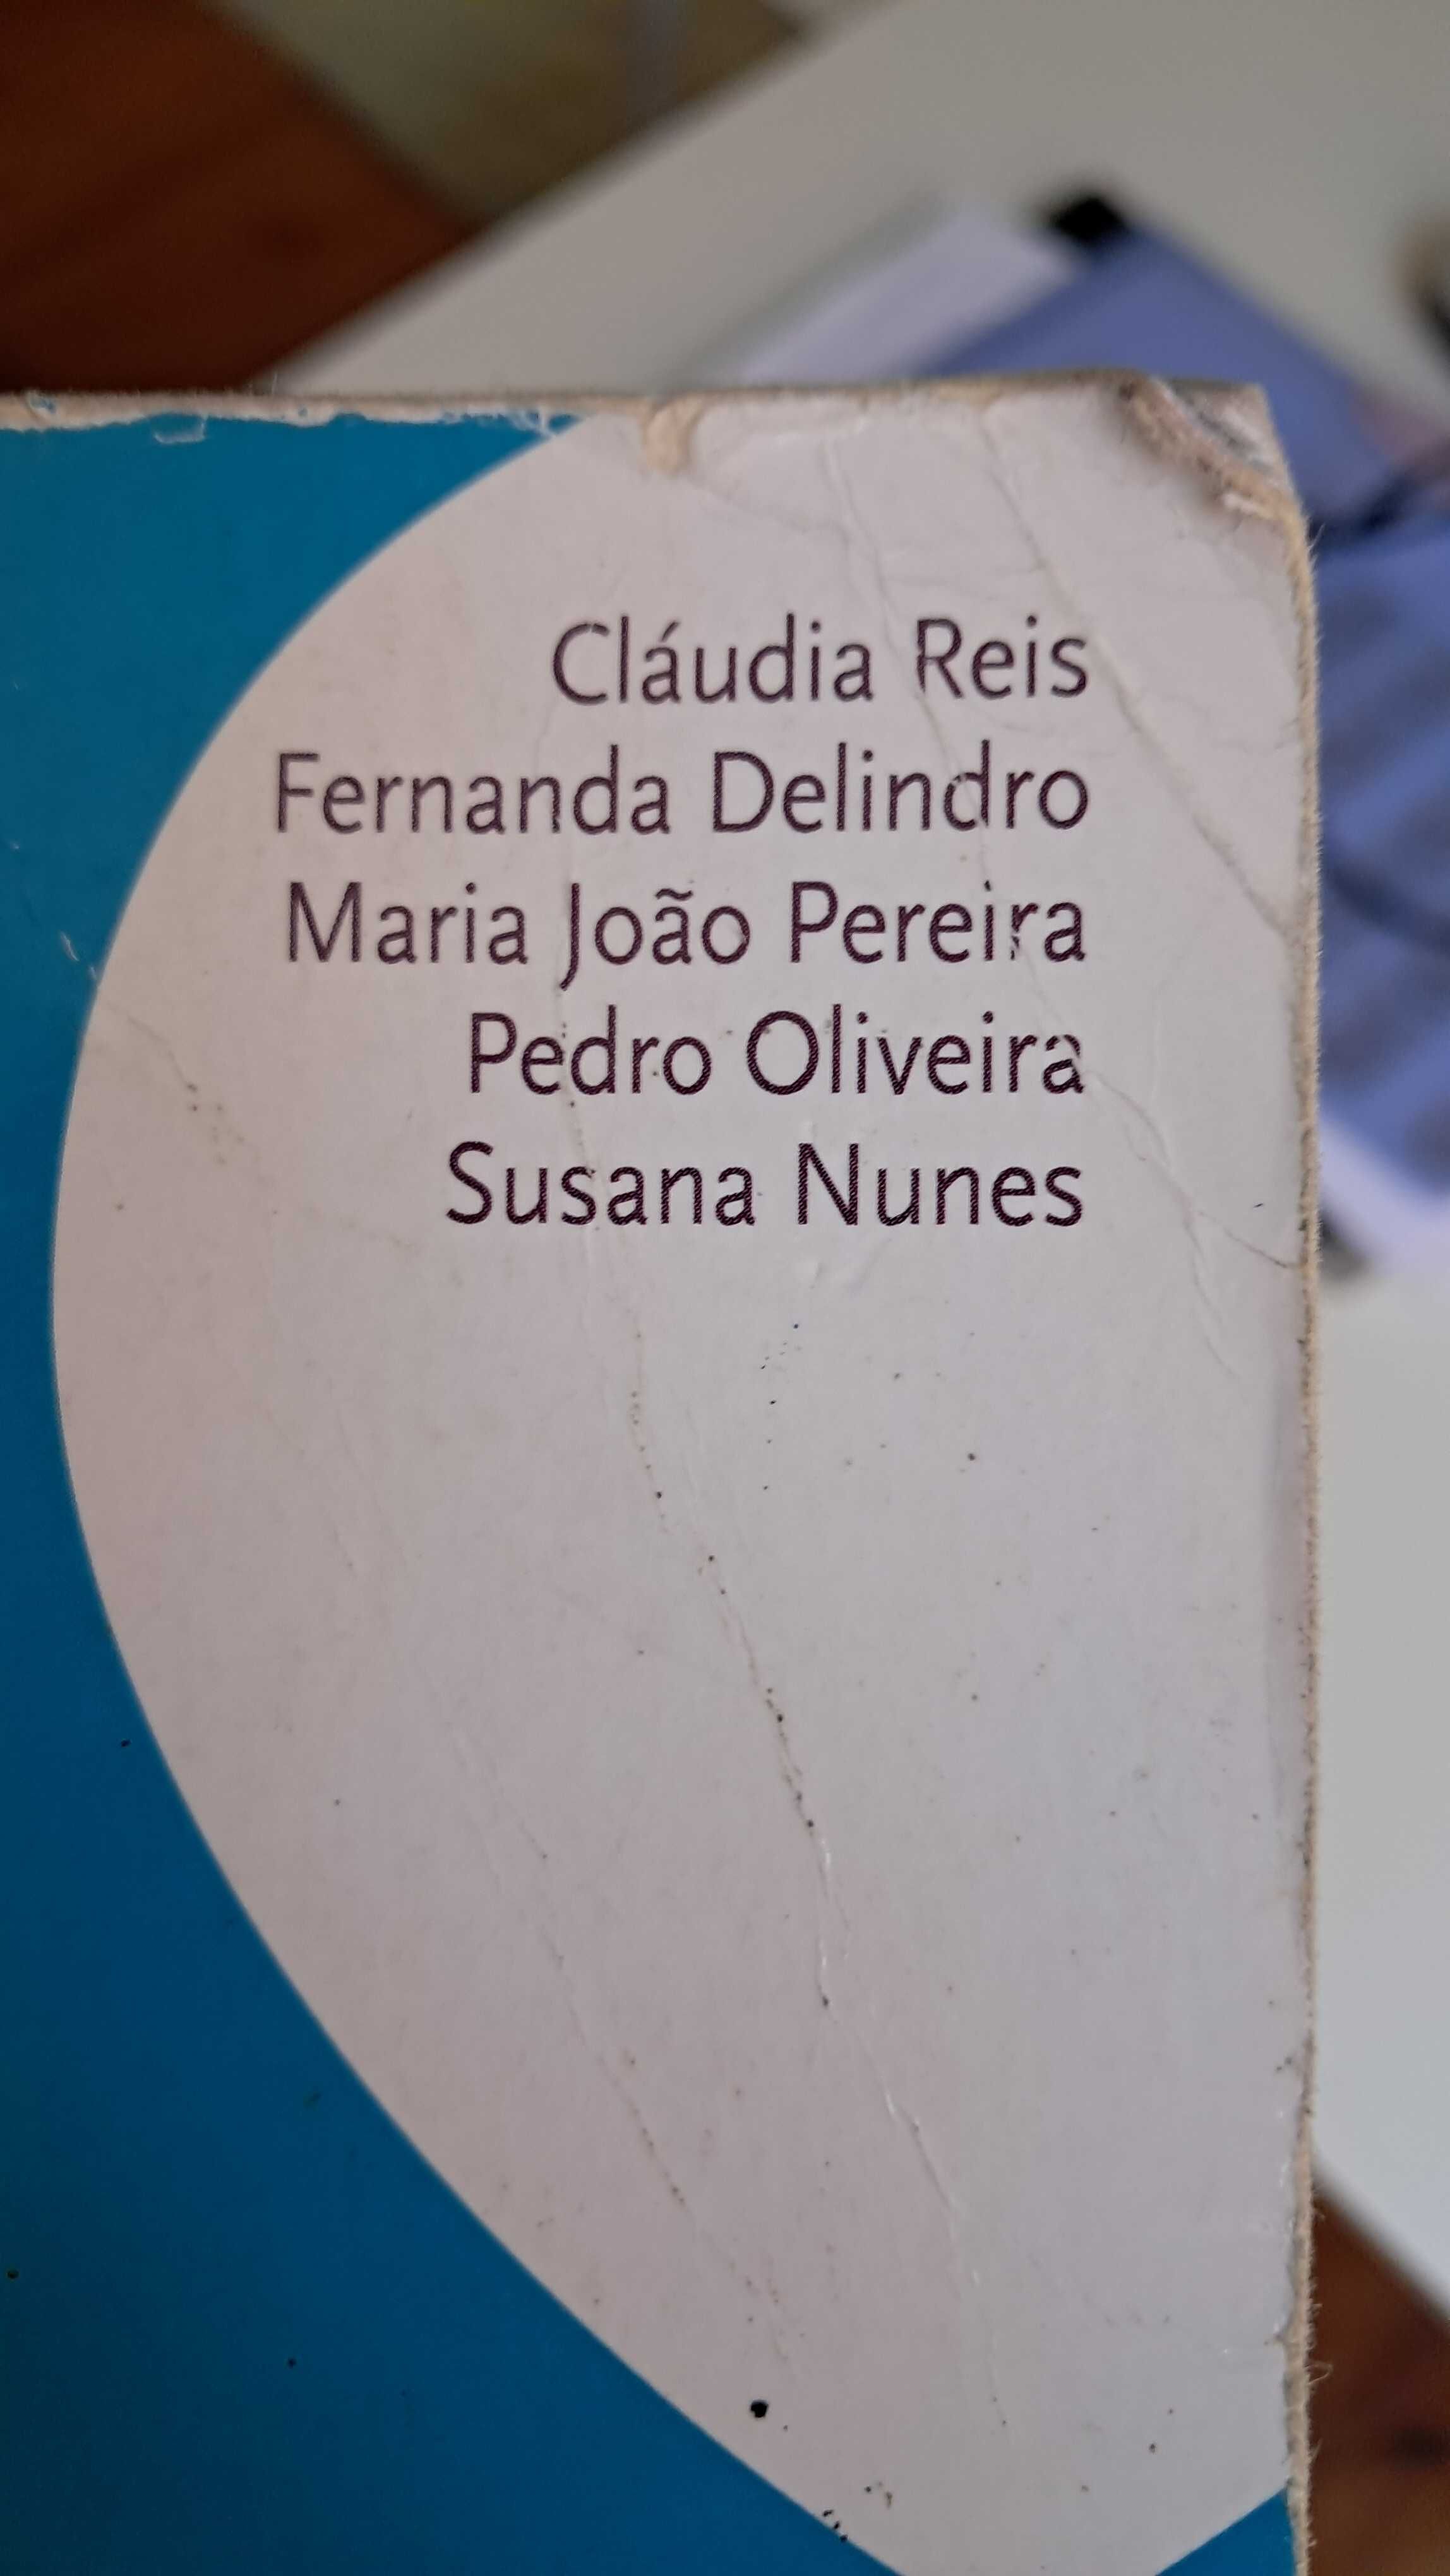 Cláudia Reis
Fernanda Delindro
Maria João Pereira
Pedro Oliveira
Susana Nunes